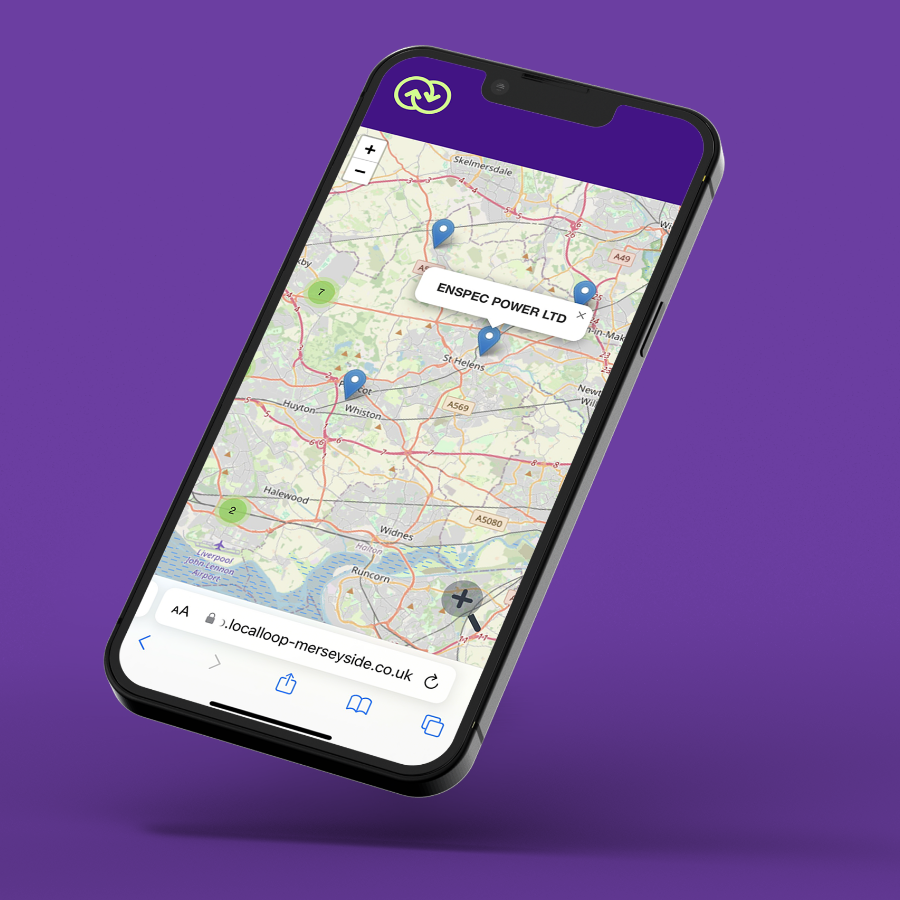 +
−
Skelmersdale
A49
7
ENSPEC POWER LTD
St Helens
Huyton
Whiston
A569
Halewood
2
A5080
Widnes
Halton
Liverpool
John Lennon
Airport
Runcorn
AA
.localloop-merseyside.co.uk